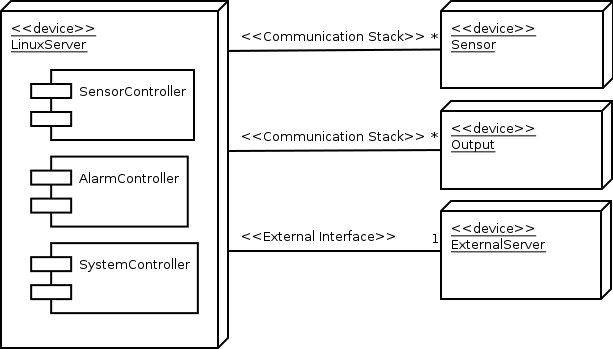 <<device>>
LinuxServer
SensorController
AlarmController
SystemController
<<Communication Stack>> *
<<device>>
Sensor
<<Communication Stack>> *
<<device>>
Output
<<External Interface>> 1
<<device>>
ExternalServer